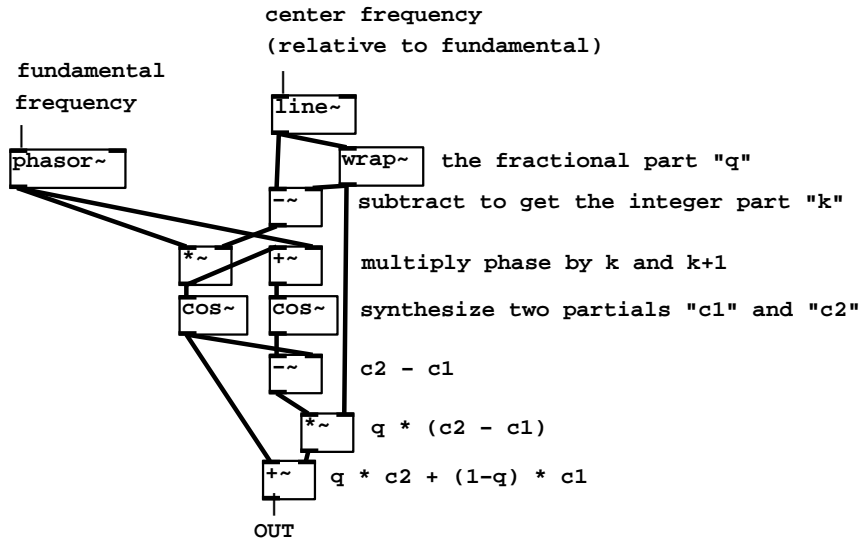 center frequency
(relative to fundamental)
fundamental
frequency
line~
phasor~
wrap~
the fractional part "q"
-~
subtract to get the integer part "k"
*~
+~
multiply phase by k and k+1
cos~
cos~
synthesize two partials "c1" and "c2"
-~
c2 - c1
*~
q * (c2 - c1)
+~
q * c2 + (1-q) * c1
OUT